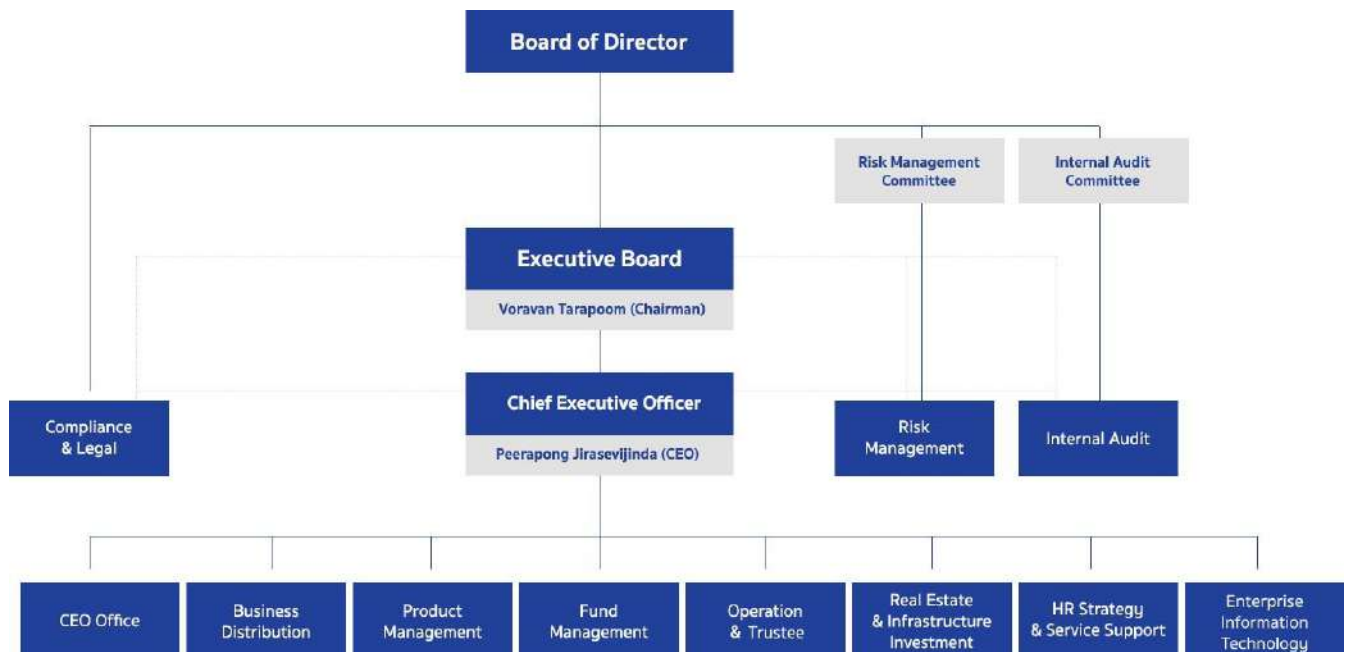 Board of Director
Risk Management
Committee
Internal Audit
Committee
Executive Board
Voravan Tarapoom (Chairman)
Chief Executive Officer
Peerapong Jirasevijinda (CEO)
Compliance
& Legal
Risk
Management
Internal Audit
CEO Office
Business
Distribution
Product
Management
Fund
Management
Operation
& Trustee
Real Estate
& Infrastructure
Investment
HR Strategy
& Service Support
Enterprise
Information
Technology